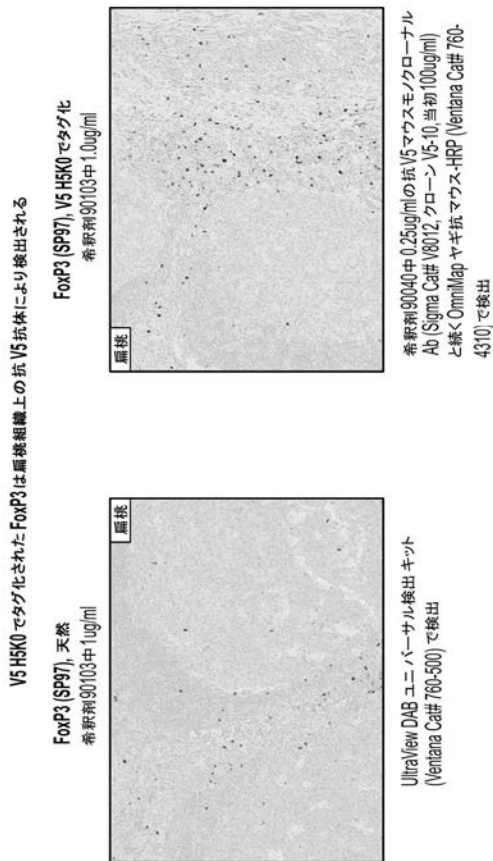 V5 H5K0でタグ化されたFoxP3は扁桃組織上の抗V5抗体により検出される
FoxP3 (SP97), 天然
希釈剤90103中 1ug/ml
扁桃
UltraView DAB ユニバーサル検出キット
(Ventana Cat# 760-500) で検出
FoxP3 (SP97), V5 H5K0でタグ化
希釈剤90103中 1.0ug/ml
扁桃
希釈剤90040中 0.25ug/mlの抗V5マウスモノクローナル
Ab (Sigma Cat# V8012, クローン V5-10, 当初100ug/ml)
と続くOmniMap ヤギ抗マウス-HRP (Ventana Cat# 760-
4310) で検出